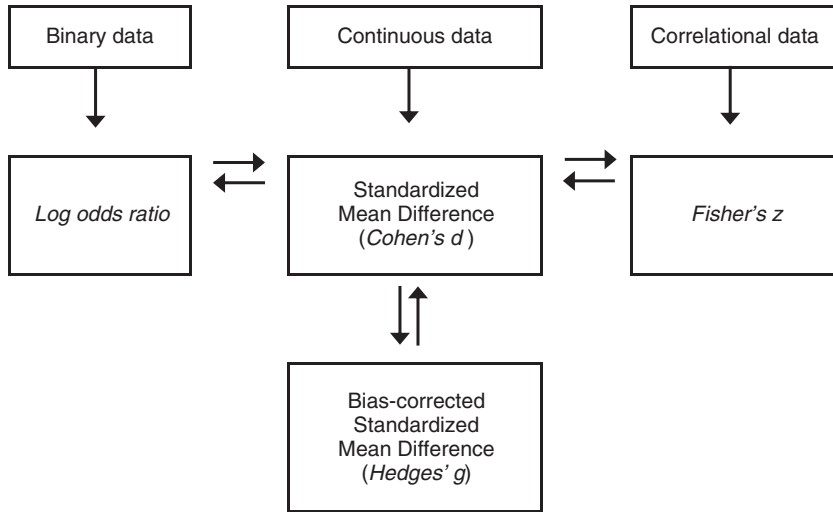 Binary data
Continuous data
Correlational data
Log odds ratio
Standardized
Mean Difference
(Cohen's d )
Fisher's z
Bias-corrected
Standardized
Mean Difference
(Hedges' g)